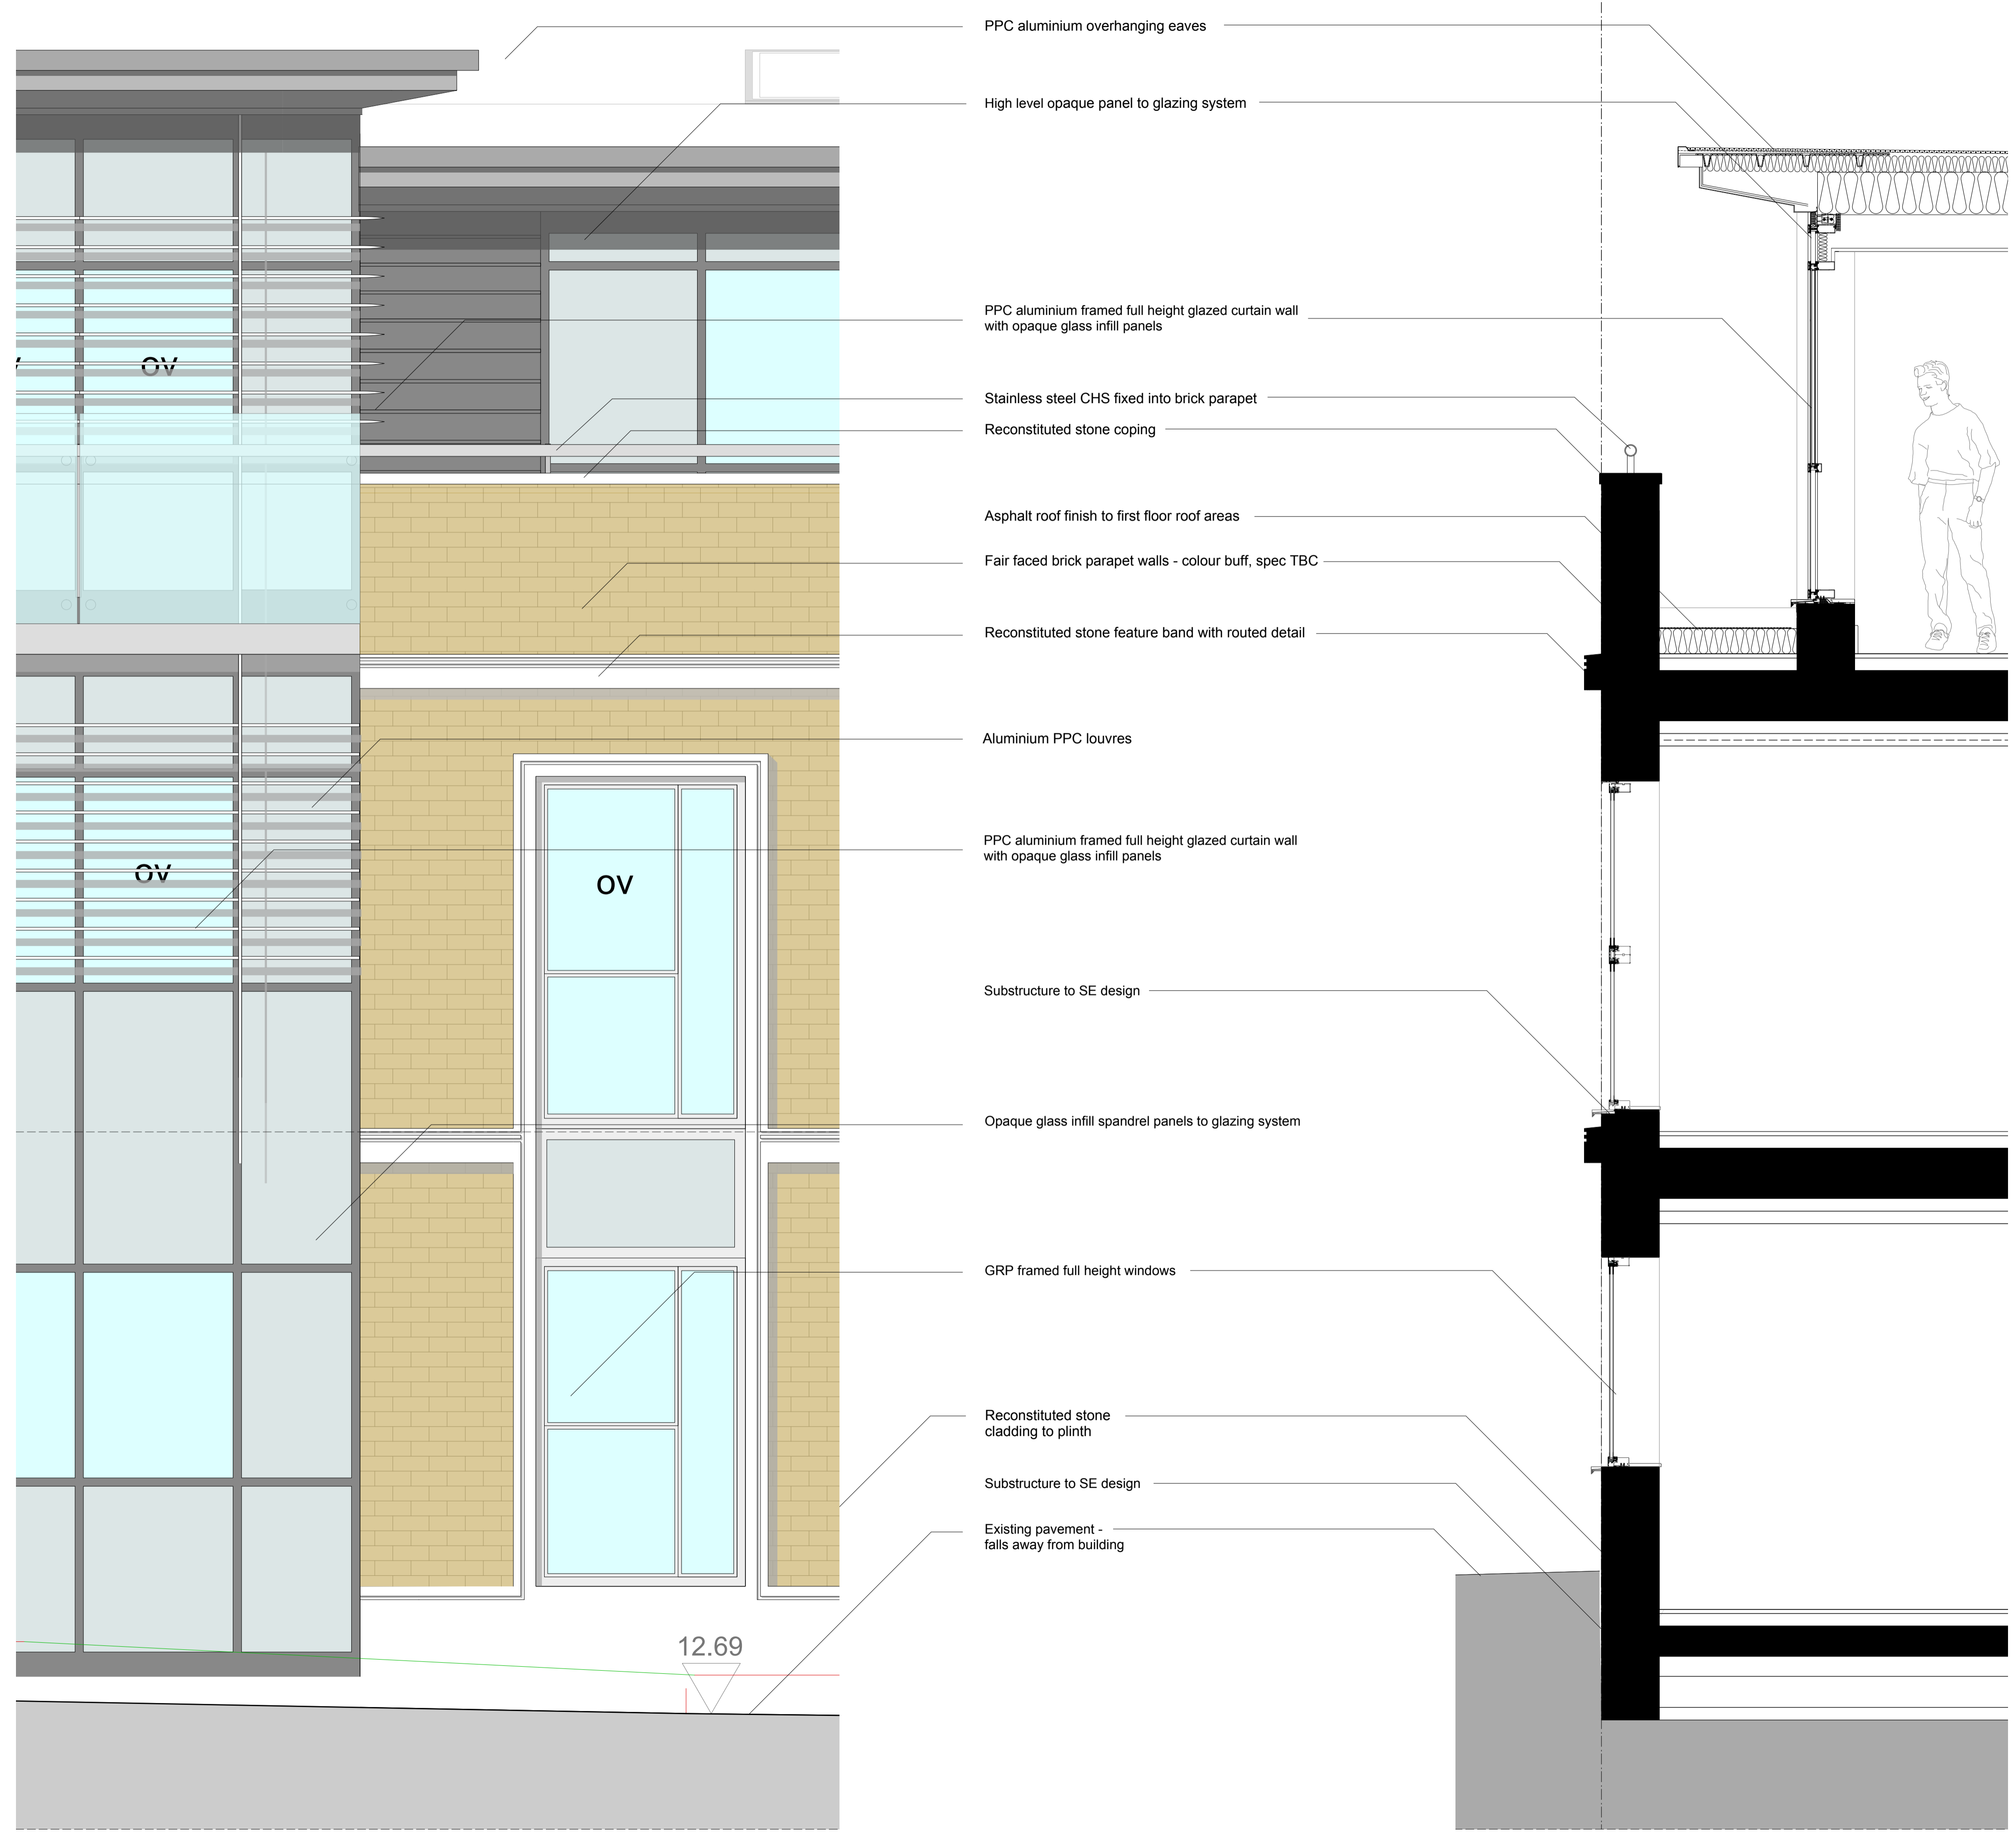 PPC aluminium overhanging eaves
High level opaque panel to glazing system
PPC aluminium framed full height glazed curtain wall
with opaque glass infill panels
Stainless steel CHS fixed into brick parapet
Reconstituted stone coping
Asphalt roof finish to first floor roof areas
Fair faced brick parapet walls - colour buff, spec TBC
Reconstituted stone feature band with routed detail
Aluminium PPC louvres
PPC aluminium framed full height glazed curtain wall
with opaque glass infill panels
Substructure to SE design
Opaque glass infill spandrel panels to glazing system
GRP framed full height windows
Reconstituted stone
cladding to plinth
Substructure to SE design
Existing pavement -
falls away from building
OV
OV
OV
12.69